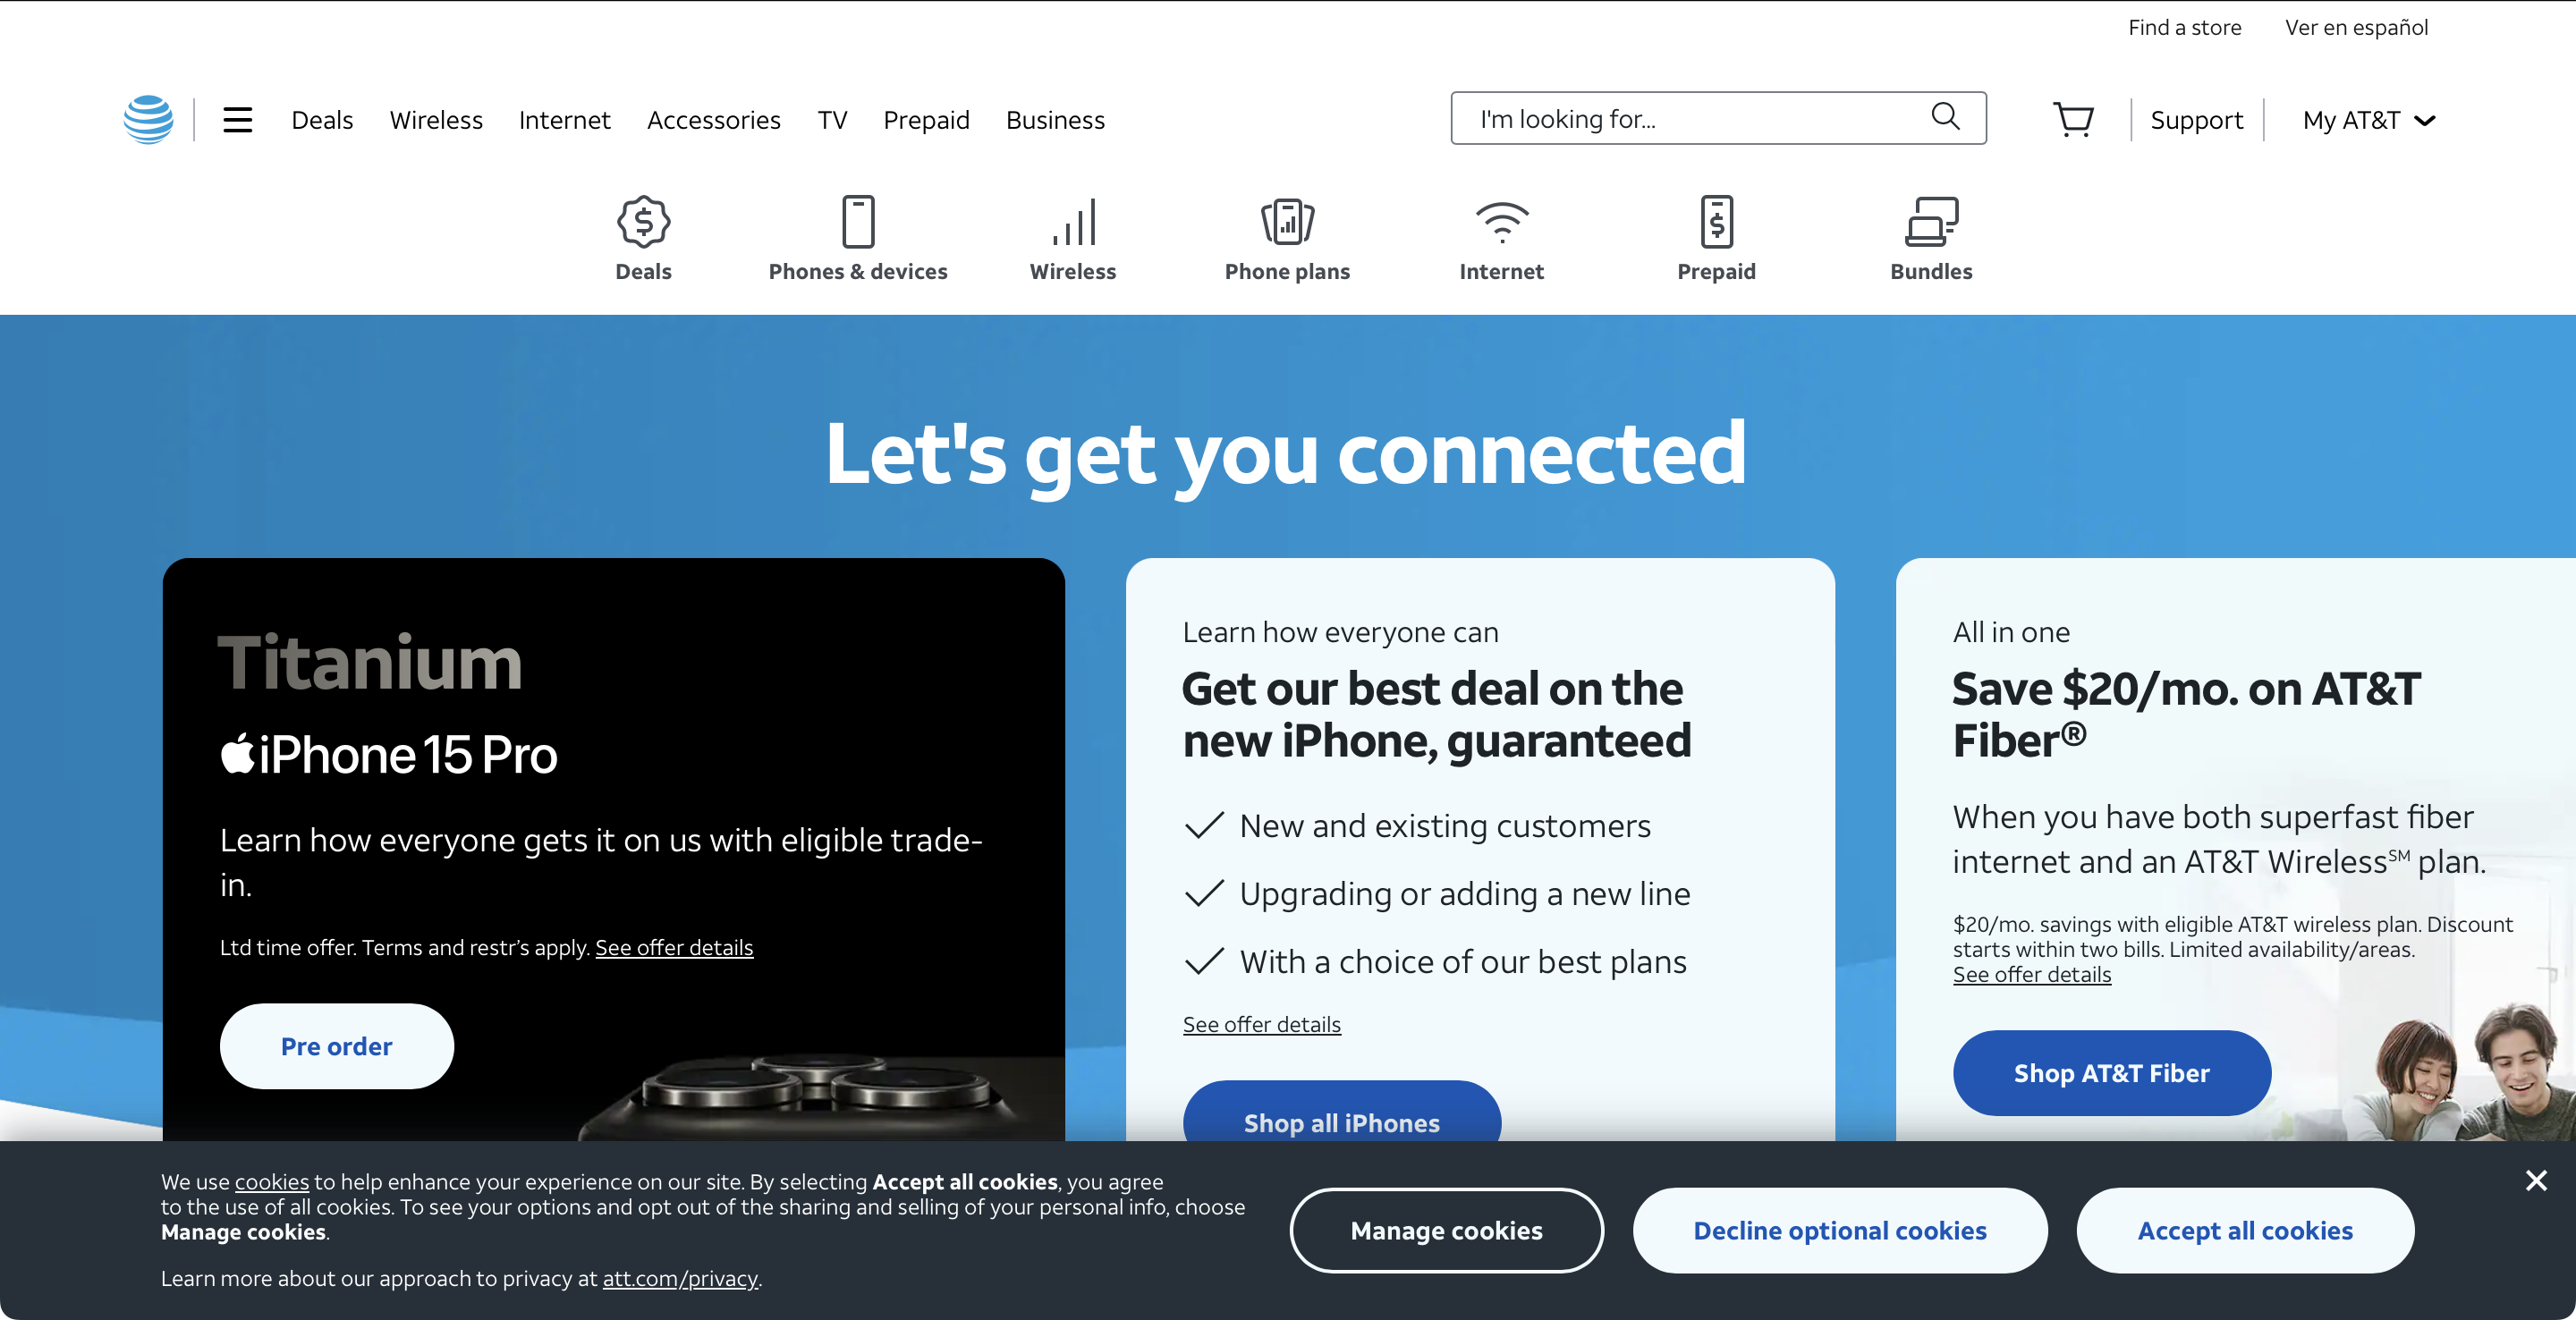 Find a store
Ver en español
Deals
Wireless
Internet
Accessories
TV
Prepaid
Business
I'm looking for...
Support
My AT&T
Deals
Phones & devices
Wireless
Phone plans
Internet
Prepaid
Bundles
Let's get you connected
Titanium
iPhone 15 Pro
Learn how everyone gets it on us with eligible trade-
in.
Ltd time offer. Terms and restr's apply. See offer details
Pre order
Learn how everyone can
Get our best deal on the
new iPhone, guaranteed
New and existing customers
Upgrading or adding a new line
With a choice of our best plans
See offer details
Shop all iPhones
All in one
Save $20/mo. on AT&T
Fiber®
When you have both superfast fiber
internet and an AT&T Wireless℠ plan.
$20/mo. savings with eligible AT&T wireless plan. Discount
starts within two bills. Limited availability/areas.
See offer details
Shop AT&T Fiber
We use cookies to help enhance your experience on our site. By selecting Accept all cookies, you agree
to the use of all cookies. To see your options and opt out of the sharing and selling of your personal info, choose
Manage cookies.
Learn more about our approach to privacy at att.com/privacy.
Manage cookies
Decline optional cookies
Accept all cookies